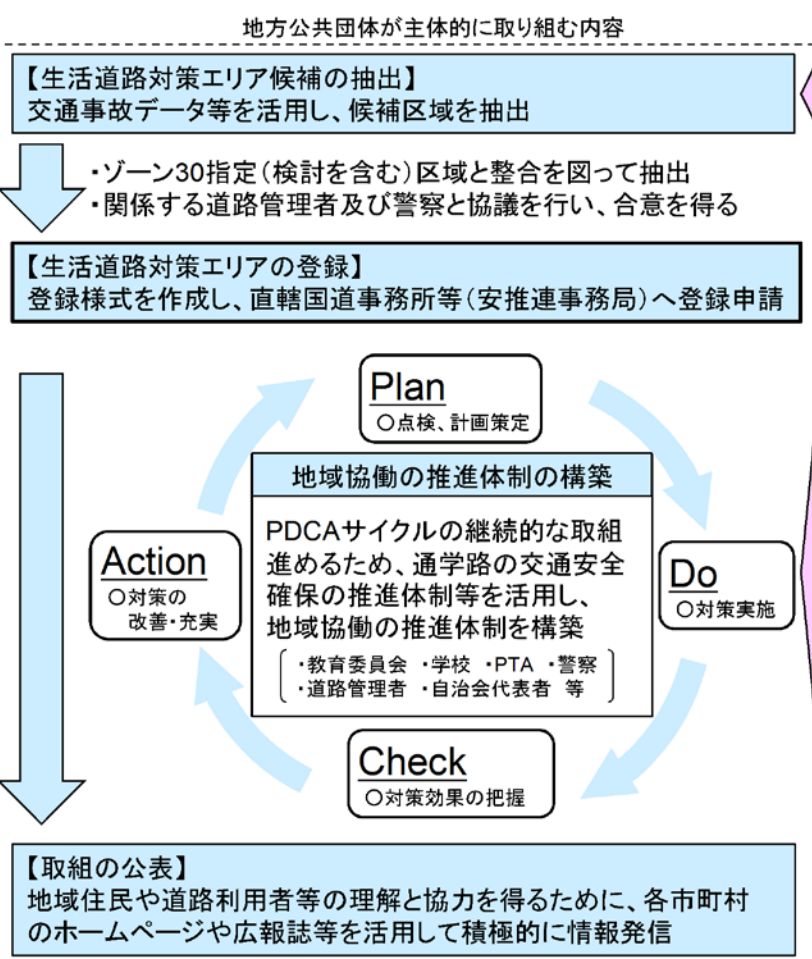 地方公共団体が主体的に取り組む内容
【生活道路対策エリア候補の抽出】
交通事故データ等を活用し、候補区域を抽出
・ゾーン30指定(検討を含む)区域と整合を図って抽出
・関係する道路管理者及び警察と協議を行い、合意を得る
【生活道路対策エリアの登録】
登録様式を作成し、直轄国道事務所等(安推連事務局)へ登録申請
Plan
○点検、計画策定
地域協働の推進体制の構築
PDCAサイクルの継続的な取組
進めるため、通学路の交通安全
確保の推進体制等を活用し、
地域協働の推進体制を構築
・教育委員会 ・学校 ・PTA ・警察
・道路管理者 ・自治会代表者 等
Action
○対策の
改善・充実
Do
○対策実施
Check
○対策効果の把握
【取組の公表】
地域住民や道路利用者等の理解と協力を得るために、各市町村
のホームページや広報誌等を活用して積極的に情報発信